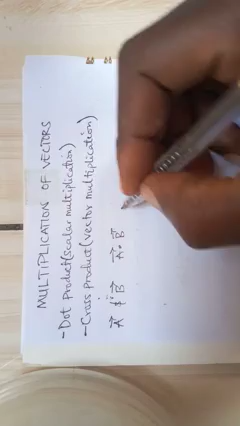 MULTIPLICATION OF VECTORS
- Dot Product (scalar multiplication)
- Cross Product (vector multiplication)
A⃗ & B⃗ A⃗ • B⃗